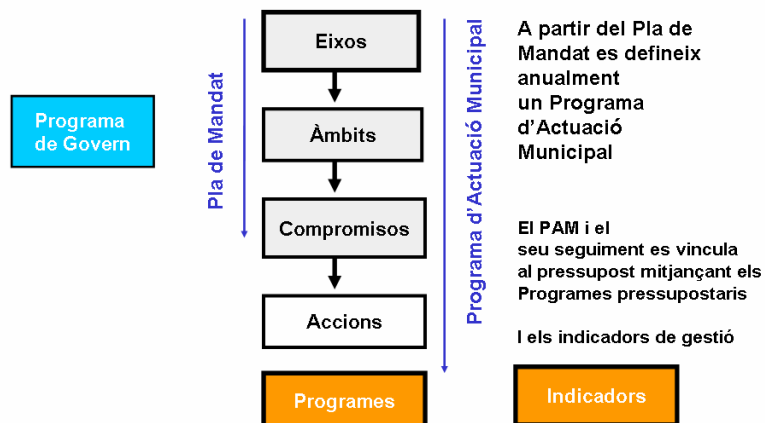 Programa
de Govern
Pla de Mandat
Eixos
Àmbits
Compromisos
Accions
Programes
Programa d'Actuació Municipal
A partir del Pla de
Mandat es defineix
anualment
un Programa
d'Actuació
Municipal
El PAM i el
seu seguiment es vincula
al pressupost mitjançant els
Programes pressupostaris
I els indicadors de gestió
Indicadors